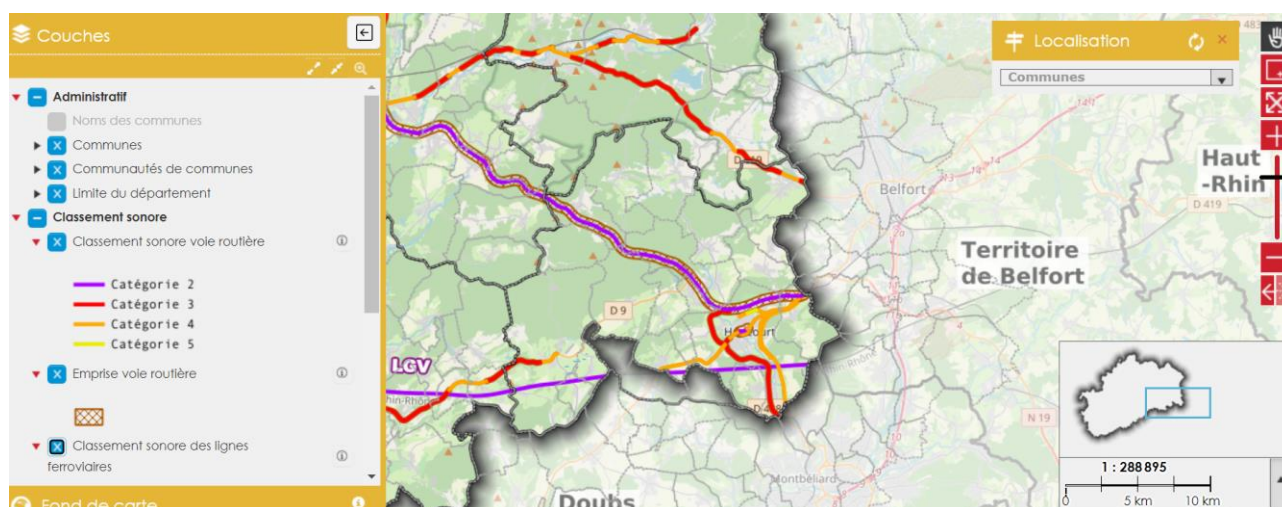 Couches
Administratif
Noms des communes
Communes
Communautés de communes
Limite du département
Classement sonore
Classement sonore voie routière
Catégorie 2
Catégorie 3
Catégorie 4
Catégorie 5
Emprise voie routière
Classement sonore des lignes
ferroviaires
Fond de carte
D 9
LGV
Belfort
Territoire
de Belfort
Haut
-Rhin
D 419
N 19
Montbéliard
Doubs
Localisation
Communes
1 : 288 895
0 5 km 10 km